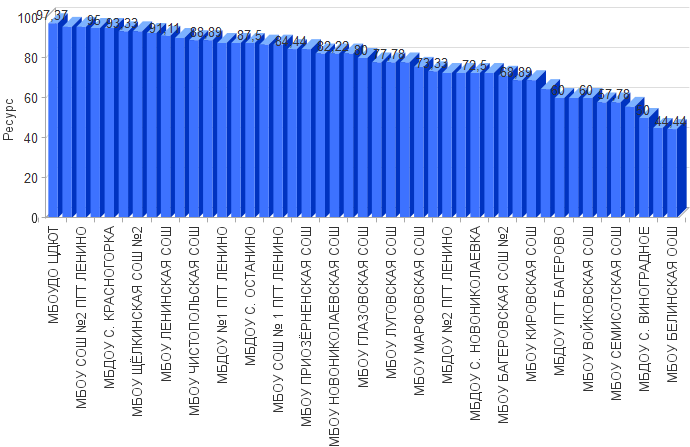 100
80
60
40
20
0
Ресурс
97,37
96
93,33
91,11
88,89
87,5
84,44
82,22
80
77,78
73,33
72,5
68,89
60
60
57,78
50
44,44
МБОУДО ЦДЮТ
МБОУ СОШ №2 ПГТ ЛЕНИНО
МБДОУ С. КРАСНОГОРКА
МБОУ ЩЁЛКИНСКАЯ СОШ №2
МБОУ ЛЕНИНСКАЯ СОШ
МБОУ ЧИСТОПОЛЬСКАЯ СОШ
МБДОУ №1 ПГТ ЛЕНИНО
МБДОУ С. ОСТАНИНО
МБОУ СОШ № 1 ПГТ ЛЕНИНО
МБОУ ПРИОЗЁРНЕНСКАЯ СОШ
МБОУ НОВОНИКОЛАЕВСКАЯ СОШ
МБОУ ГЛАЗОВСКАЯ СОШ
МБОУ ЛУГОВСКАЯ СОШ
МБОУ МАРФОВСКАЯ СОШ
МБДОУ №2 ПГТ ЛЕНИНО
МБДОУ С. НОВОНИКОЛАЕВКА
МБОУ БАГЕРОВСКАЯ СОШ №2
МБОУ КИРОВСКАЯ СОШ
МБДОУ ПГТ БАГЕРОВО
МБОУ ВОЙКОВСКАЯ СОШ
МБОУ СЕМИСОТСКАЯ СОШ
МБДОУ С. ВИНОГРАДНОЕ
МБОУ БЕЛИНСКАЯ ООШ